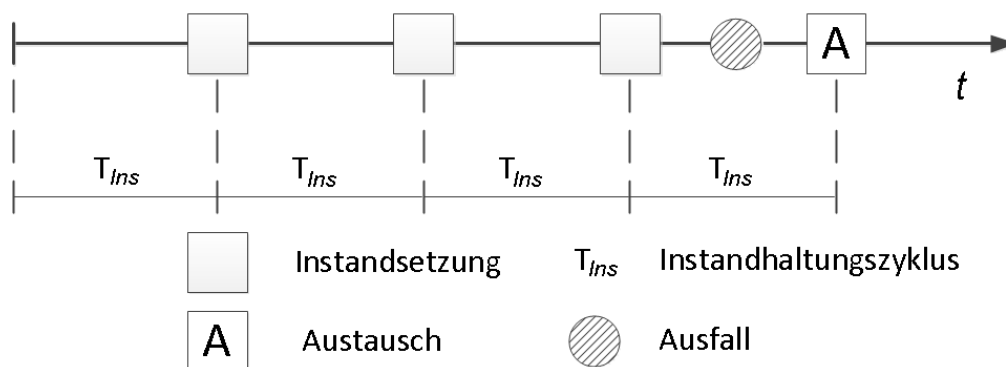 A
t
T_Ins T_Ins T_Ins T_Ins
Instandsetzung T_Ins Instandhaltungszyklus
A Austausch Ausfall